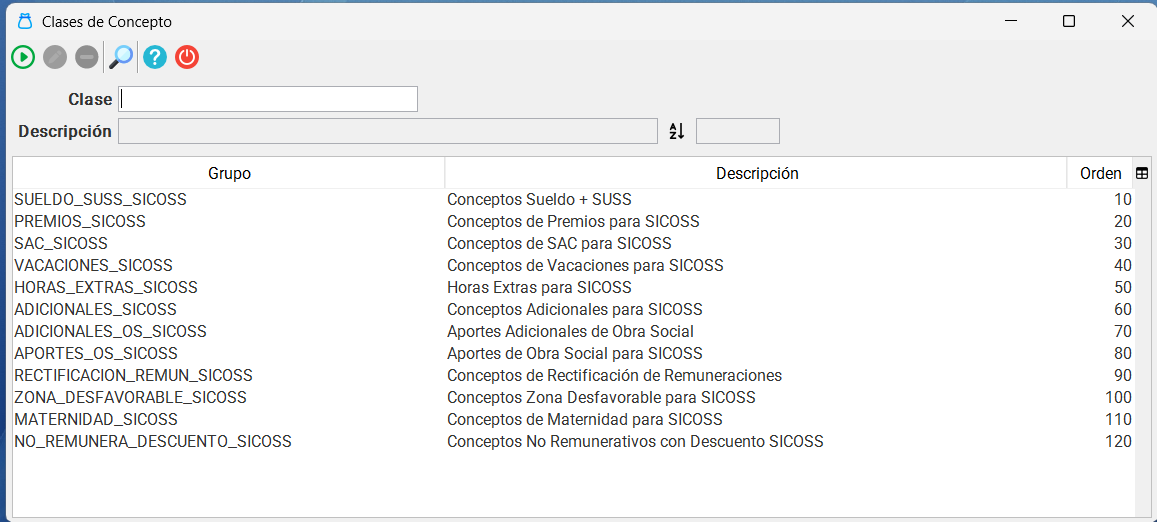 Clases de Concepto
Clase
Descripción
Grupo Descripción Orden
SUELDO_SUSS_SICOSS Conceptos Sueldo + SUSS 10
PREMIOS_SICOSS Conceptos de Premios para SICOSS 20
SAC_SICOSS Conceptos de SAC para SICOSS 30
VACACIONES_SICOSS Conceptos de Vacaciones para SICOSS 40
HORAS_EXTRAS_SICOSS Horas Extras para SICOSS 50
ADICIONALES_SICOSS Conceptos Adicionales para SICOSS 60
ADICIONALES_OS_SICOSS Aportes Adicionales de Obra Social 70
APORTES_OS_SICOSS Aportes de Obra Social para SICOSS 80
RECTIFICACION_REMUN_SICOSS Conceptos de Rectificación de Remuneraciones 90
ZONA_DESFAVORABLE_SICOSS Conceptos Zona Desfavorable para SICOSS 100
MATERNIDAD_SICOSS Conceptos de Maternidad para SICOSS 110
NO_REMUNERA_DESCUENTO_SICOSS Conceptos No Remunerativos con Descuento SICOSS 120